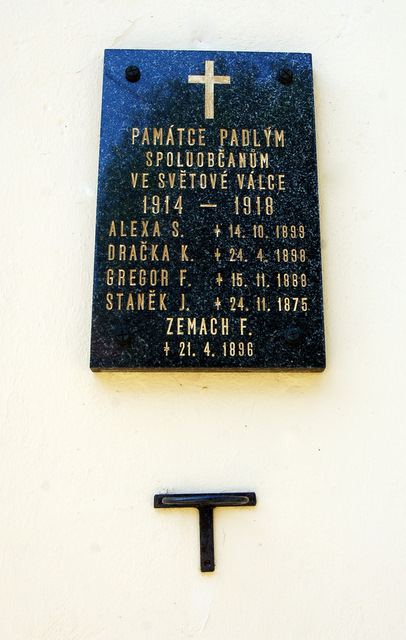 PAMÁTCE PADLÝM
SPOLUOBČANŮM
VE SVĚTOVÉ VÁLCE
1914 — 1918
ALEXA S. + 14. 10. 1899
DRAČKA K. + 24. 4. 1898
GREGOR F. + 15. 11. 1888
STANĚK J. + 24. 11. 1875
ZEMACH F.
+ 21. 4. 1896